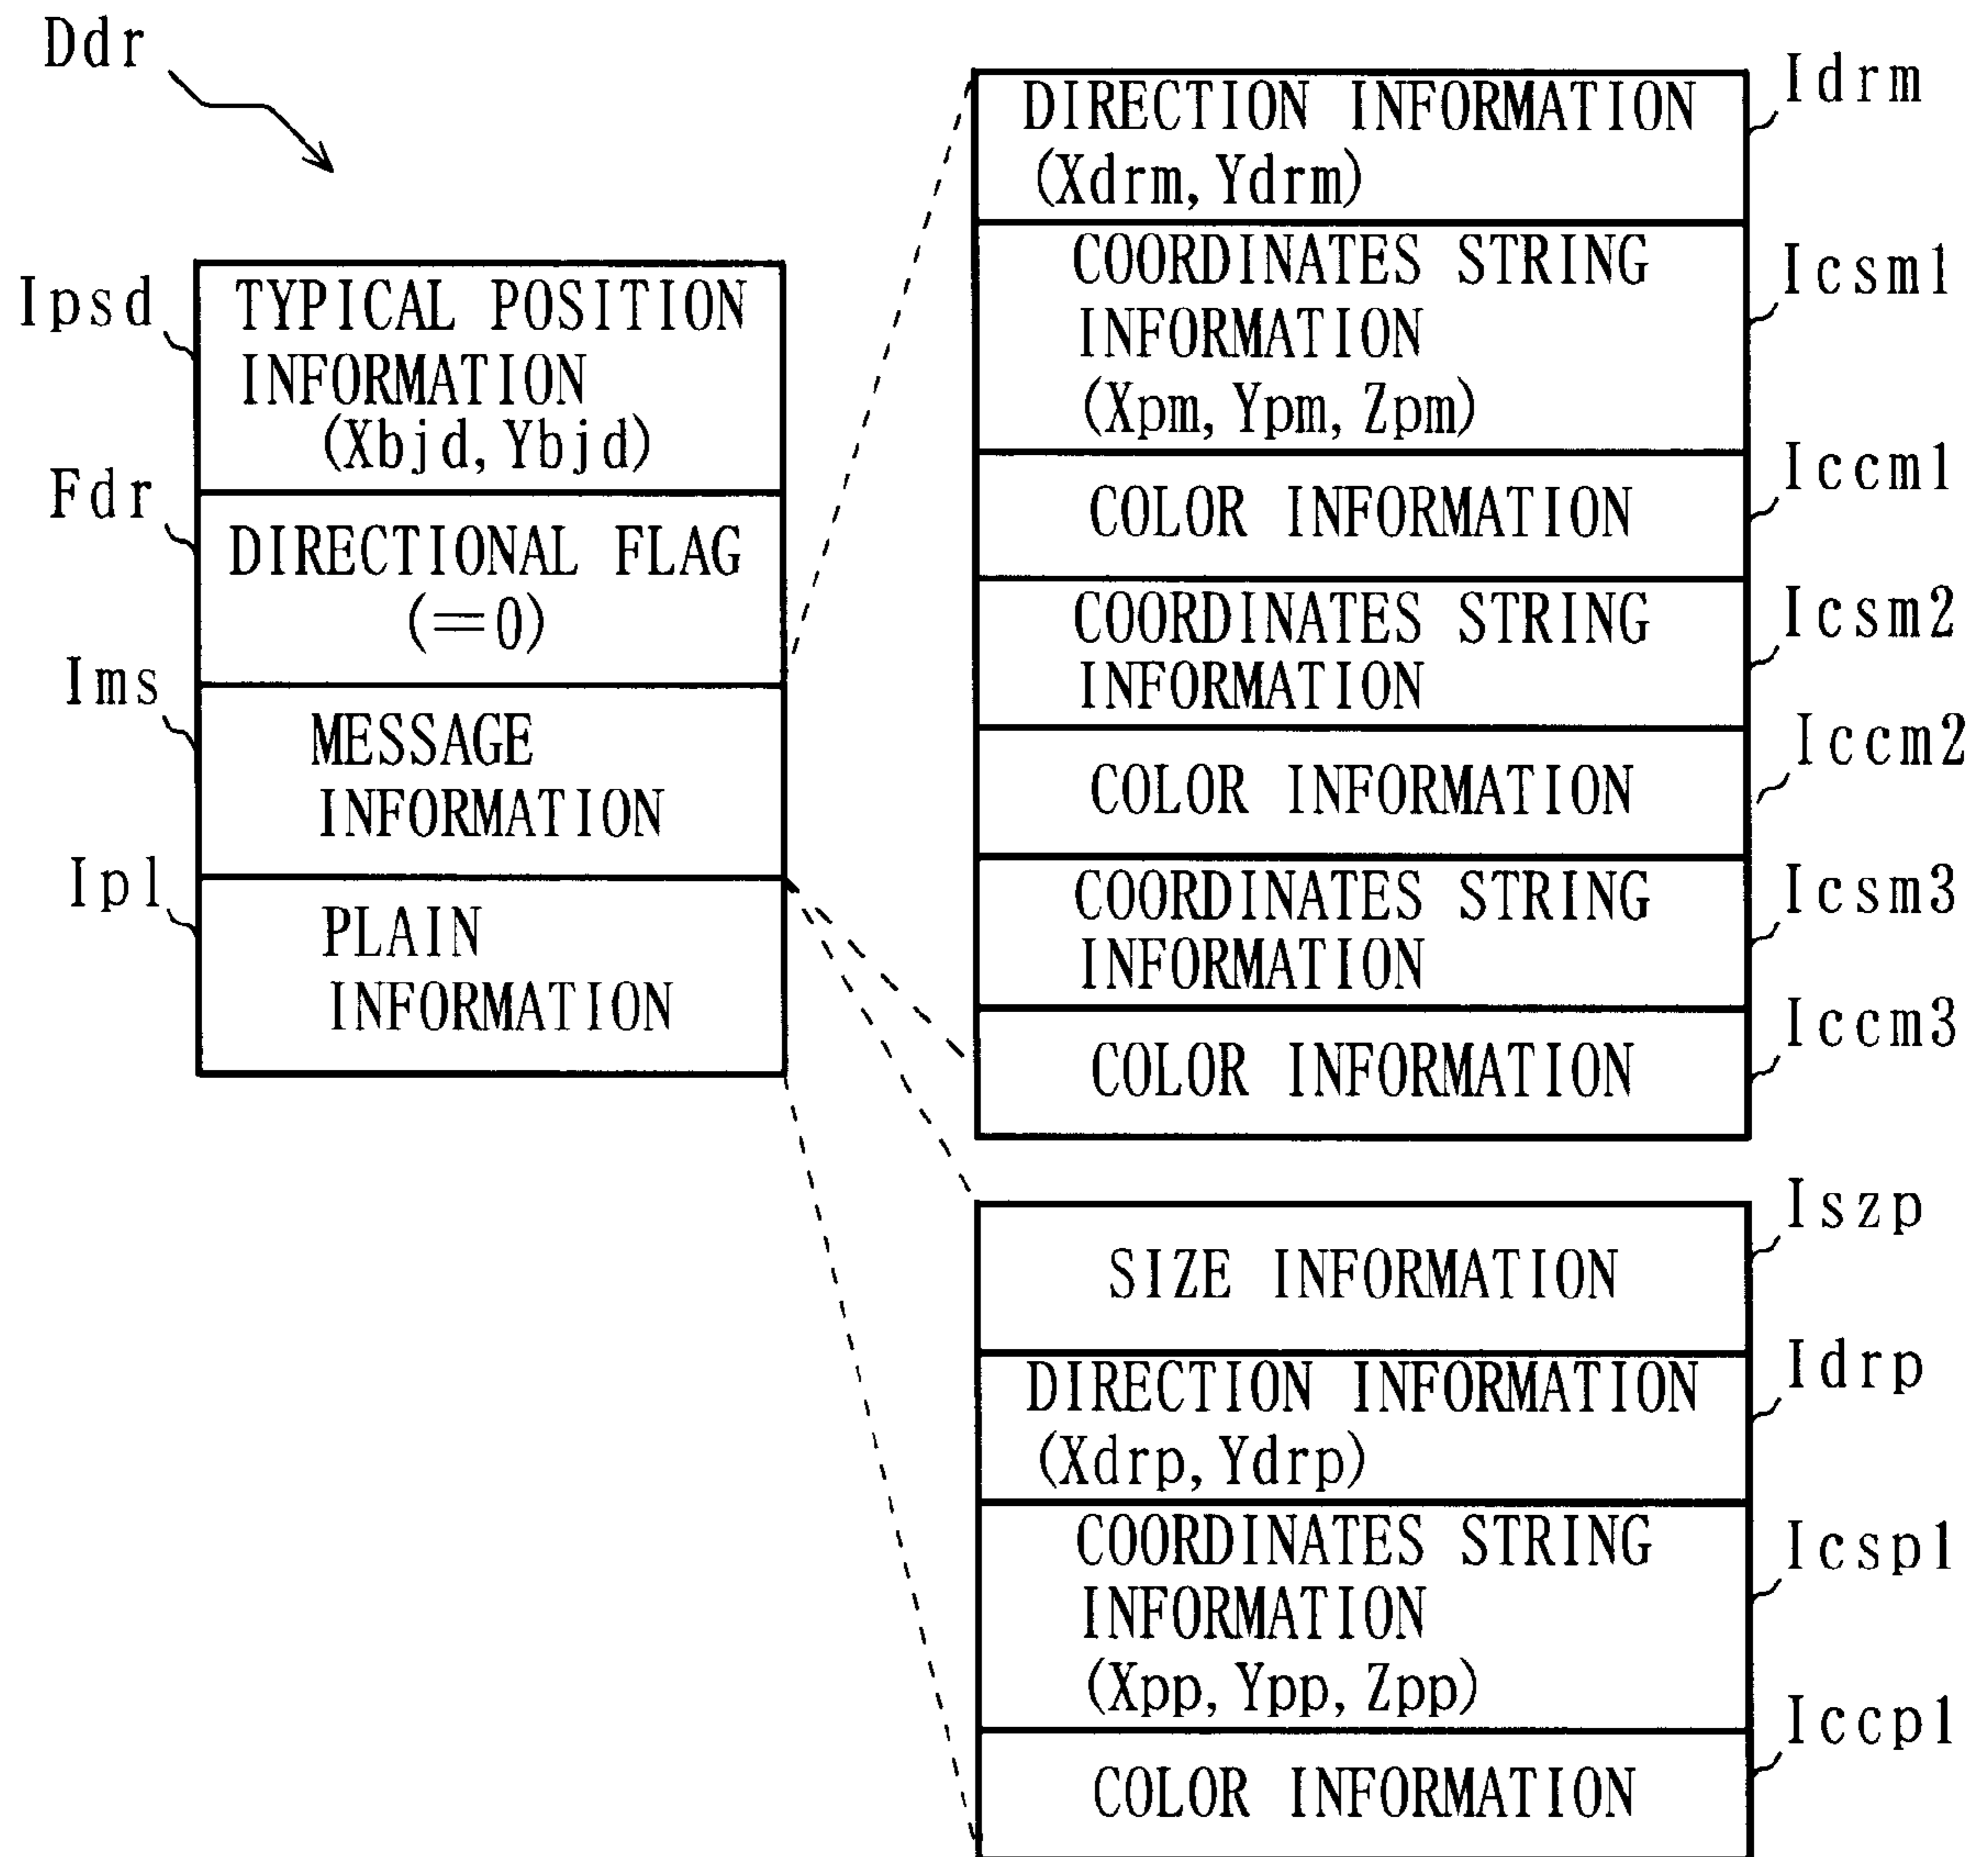 Ddr
Ipsd
TYPICAL POSITION
INFORMATION
(Xbjd, Ybjd)
Fdr
DIRECTIONAL FLAG
(=0)
Ims
MESSAGE
INFORMATION
Ipl
PLAIN
INFORMATION
DIRECTION INFORMATION
(Xdrm, Ydrm)
Idrm
COORDINATES STRING
INFORMATION
(Xpm, Ypm, Zpm)
Icsm1
COLOR INFORMATION
Iccm1
COORDINATES STRING
INFORMATION
Icsm2
COLOR INFORMATION
Iccm2
COORDINATES STRING
INFORMATION
Icsm3
COLOR INFORMATION
Iccm3
SIZE INFORMATION
Iszp
DIRECTION INFORMATION
(Xdrp, Ydrp)
Idrp
COORDINATES STRING
INFORMATION
(Xpp, Ypp, Zpp)
Icsp1
COLOR INFORMATION
Iccp1